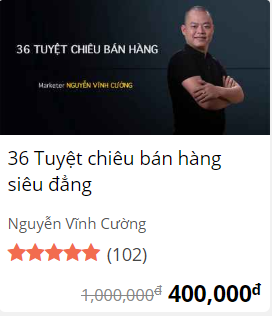 36 TUYỆT CHIÊU BÁN HÀNG
Marketer NGUYỄN VĨNH CƯỜNG
36 Tuyệt chiêu bán hàng
siêu đẳng
Nguyễn Vĩnh Cường
(102)
1,000,000đ 400,000đ